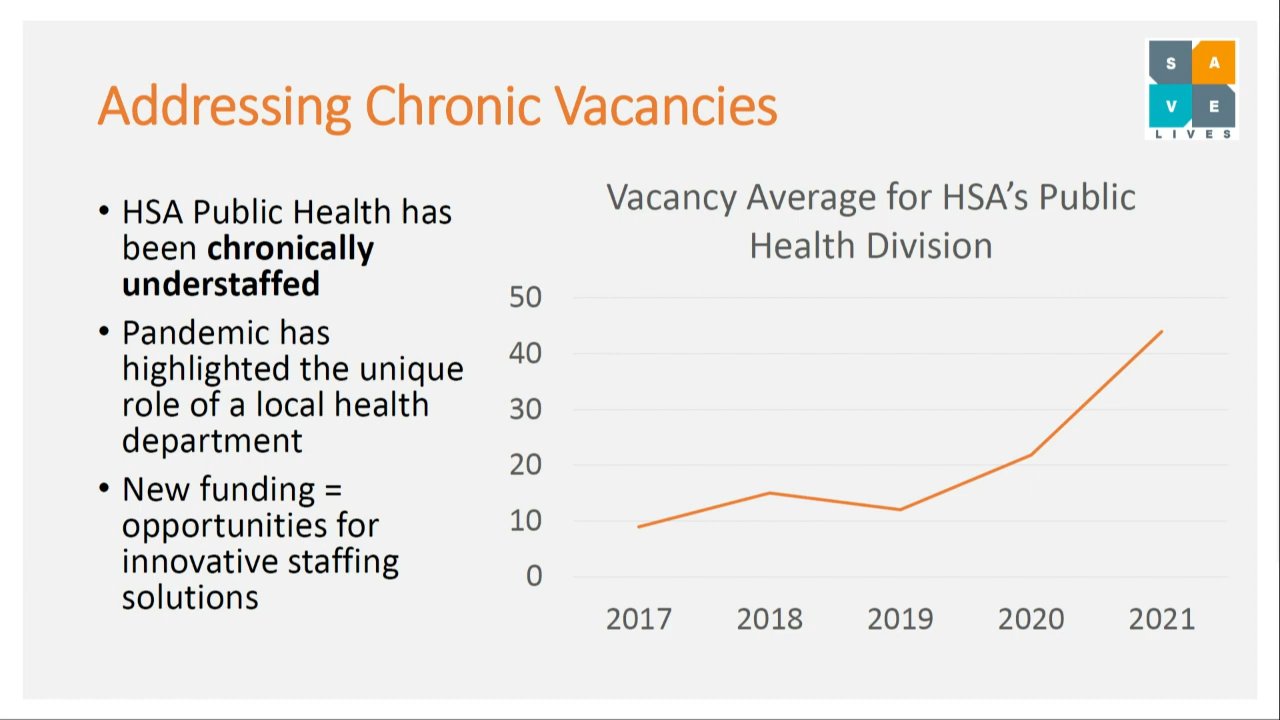 Addressing Chronic Vacancies
S A
V E
LIVES
• HSA Public Health has
been chronically
understaffed
• Pandemic has
highlighted the unique
role of a local health
department
• New funding =
opportunities for
innovative staffing
solutions
Vacancy Average for HSA’s Public
Health Division
50
40
30
20
10
0
2017 2018 2019 2020 2021